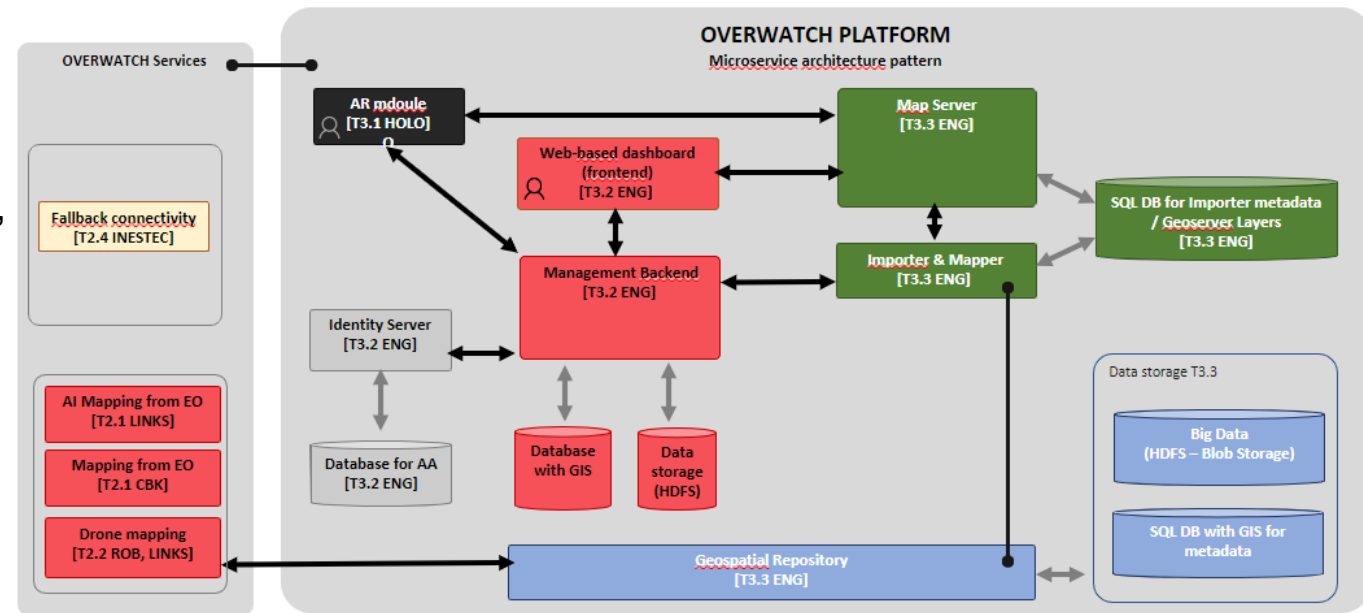 OVERWATCH PLATFORM
Microservice architecture pattern
OVERWATCH Services
,
AR mdoule
[T3.1 HOLO]
O
Map Server
[T3.3 ENG]
Web-based dashboard
(frontend)
[T3.2 ENG]
SQL DB for Importer metadata
/ Geoserver Layers
[T3.3 ENG]
Fallback connectivity
[T2.4 INESTEC]
Management Backend
[T3.2 ENG]
Importer & Mapper
[T3.3 ENG]
Identity Server
[T3.2 ENG]
Data storage T3.3
AI Mapping from EO
[T2.1 LINKS]
Mapping from EO
[T2.1 CBK]
Drone mapping
[T2.2 ROB, LINKS]
Database for AA
[T3.2 ENG]
Database
with GIS
Data
storage
(HDFS)
Big Data
(HDFS – Blob Storage)
SQL DB with GIS for
metadata
Geospatial Repository
[T3.3 ENG]